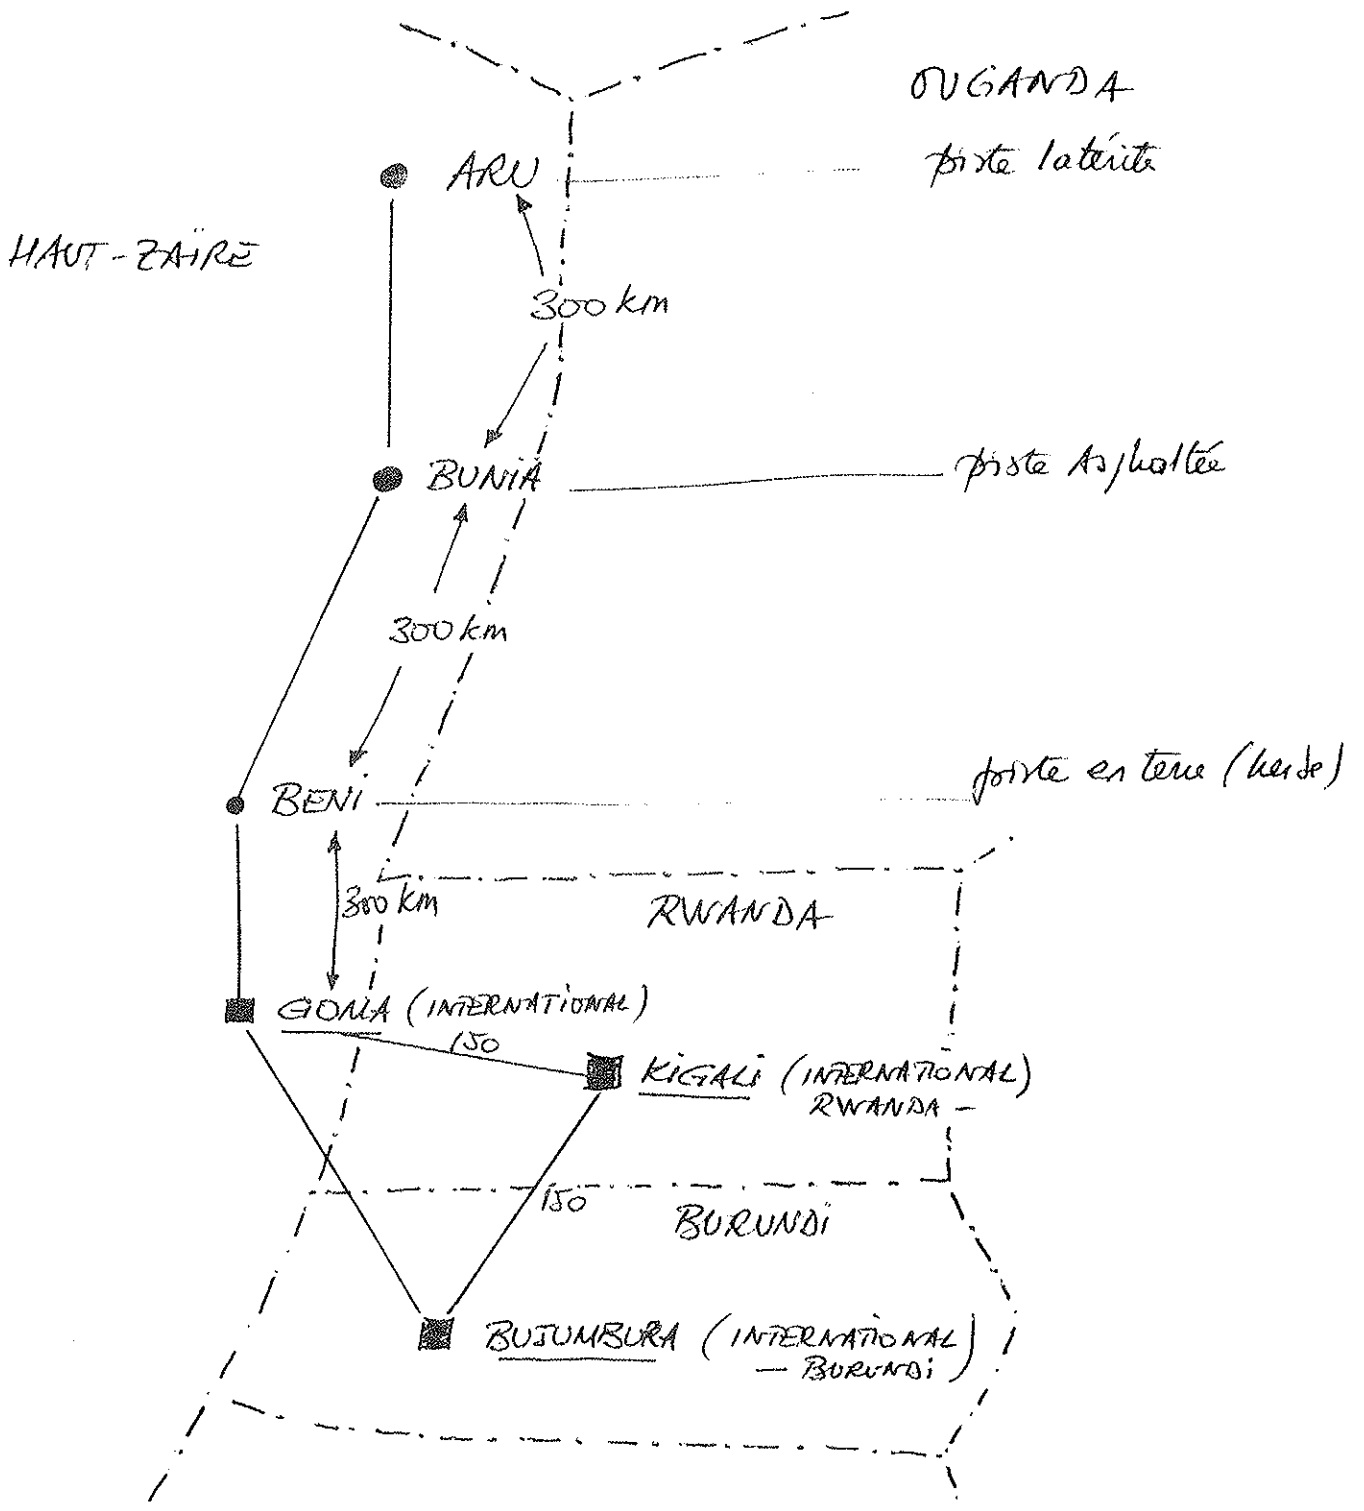 OUGANDA
ARU
piste latérite
HAUT-ZAÏRE
300 km
BUNIA
piste Asphaltée
300 km
BENI
piste en terre (herbe)
300 km
RWANDA
GOMA (INTERNATIONAL)
150
KIGALI (INTERNATIONAL)
RWANDA -
150
BURUNDI
BUJUMBURA (INTERNATIONAL)
- BURUNDI